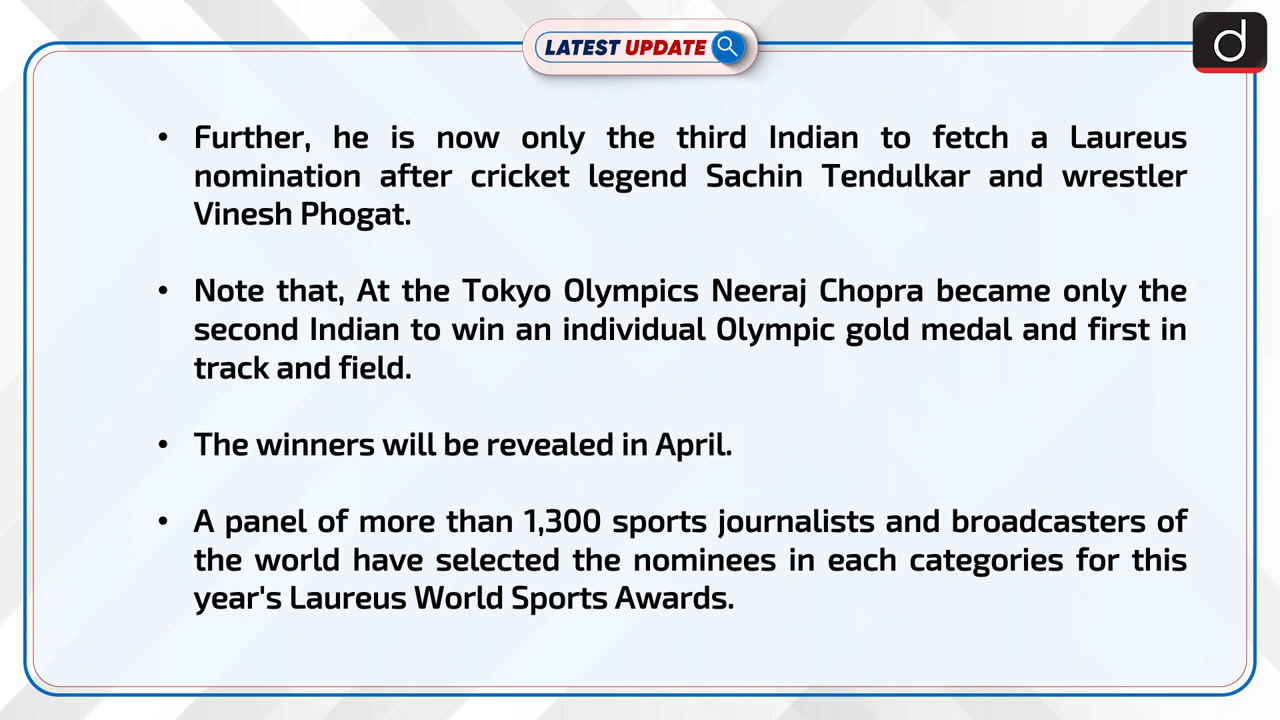 LATEST UPDATE
d
• Further, he is now only the third Indian to fetch a Laureus
nomination after cricket legend Sachin Tendulkar and wrestler
Vinesh Phogat.
• Note that, At the Tokyo Olympics Neeraj Chopra became only the
second Indian to win an individual Olympic gold medal and first in
track and field.
• The winners will be revealed in April.
• A panel of more than 1,300 sports journalists and broadcasters of
the world have selected the nominees in each categories for this
year's Laureus World Sports Awards.